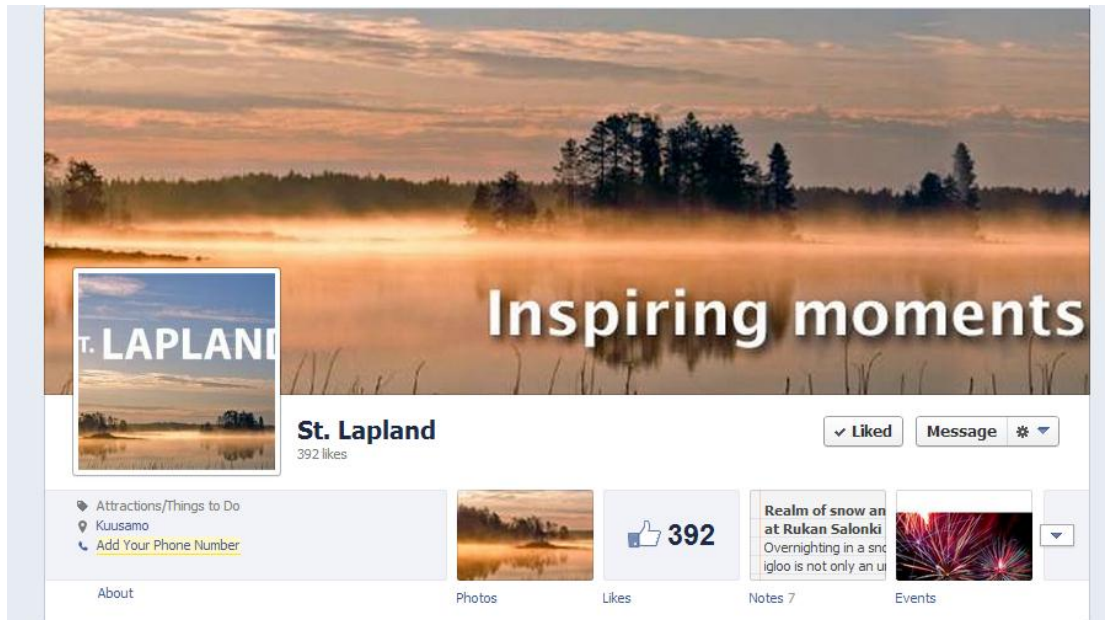 Inspiring moments
T. LAPLAND
St. Lapland
392 likes
Liked
Message
Attractions/Things to Do
Kuusamo
Add Your Phone Number
About
Photos
392
Likes
Realm of snow an
at Rukan Salonki
Overnighting in a sno
igloo is not only an u
Notes 7
Events